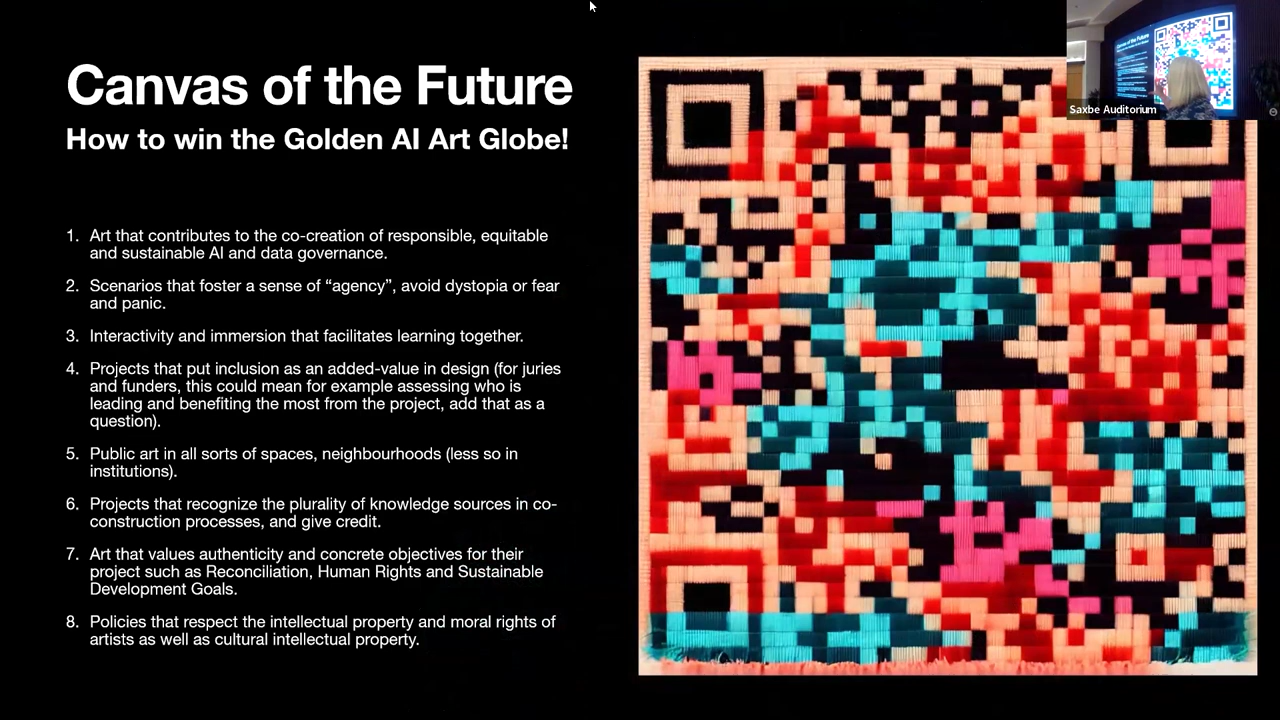 Canvas of the Future
How to win the Golden AI Art Globe!
1. Art that contributes to the co-creation of responsible, equitable
and sustainable AI and data governance.
2. Scenarios that foster a sense of “agency”, avoid dystopia or fear
and panic.
3. Interactivity and immersion that facilitates learning together.
4. Projects that put inclusion as an added-value in design (for juries
and funders, this could mean for example assessing who is
leading and benefiting the most from the project, add that as a
question).
5. Public art in all sorts of spaces, neighbourhoods (less so in
institutions).
6. Projects that recognize the plurality of knowledge sources in co-
construction processes, and give credit.
7. Art that values authenticity and concrete objectives for their
project such as Reconciliation, Human Rights and Sustainable
Development Goals.
8. Policies that respect the intellectual property and moral rights of
artists as well as cultural intellectual property.
Canvas of the Future
Saxbe Auditorium